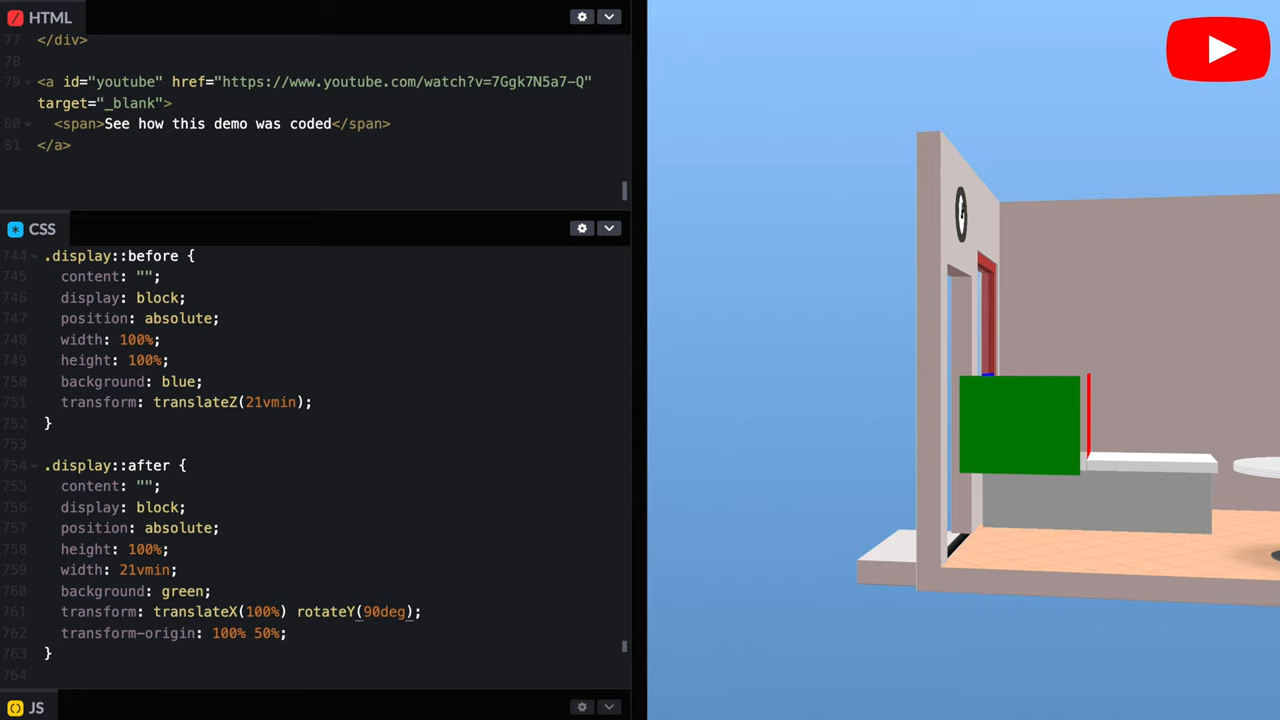 HTML
77 </div>
78
79 <a id="youtube" href="https://www.youtube.com/watch?v=7Ggk7N5a7-Q"
target="_blank">
80 <span>See how this demo was coded</span>
81 </a>
CSS
744 .display::before {
745 content: "";
746 display: block;
747 position: absolute;
748 width: 100%;
749 height: 100%;
750 background: blue;
751 transform: translateZ(21vmin);
752 }
753
754 .display::after {
755 content: "";
756 display: block;
757 position: absolute;
758 height: 100%;
759 width: 21vmin;
760 background: green;
761 transform: translateX(100%) rotateY(90deg);
762 transform-origin: 100% 50%;
763 }
764
JS